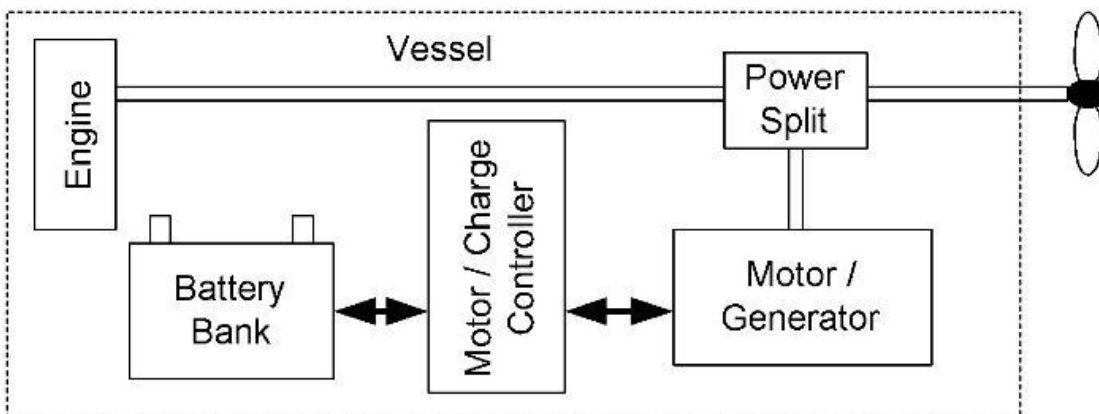 Vessel
Engine
Power
Split
Motor / Charge
Controller
Battery
Bank
Motor /
Generator